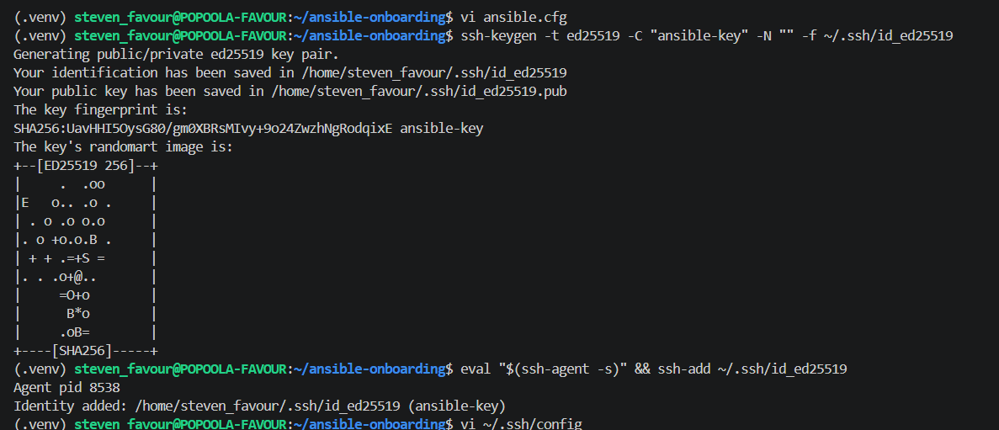 (.venv) steven_favour@POPOOLA-FAVOUR:~/ansible-onboarding$ vi ansible.cfg
(.venv) steven_favour@POPOOLA-FAVOUR:~/ansible-onboarding$ ssh-keygen -t ed25519 -C "ansible-key" -N "" -f ~/.ssh/id_ed25519
Generating public/private ed25519 key pair.
Your identification has been saved in /home/steven_favour/.ssh/id_ed25519
Your public key has been saved in /home/steven_favour/.ssh/id_ed25519.pub
The key fingerprint is:
SHA256:UavHHI5OysG80/gm0XBRsMIvy+9o24ZwzhNgRodqixE ansible-key
The key's randomart image is:
+--[ED25519 256]--+
|      .  .oo     |
|E   o.. .o .     |
| . o .o o.o      |
|. o +o.o.B .     |
| + + .=+S =      |
|. . .o+@..       |
|     =O+o        |
|      B*o        |
|     .oB=        |
+----[SHA256]-----+
(.venv) steven_favour@POPOOLA-FAVOUR:~/ansible-onboarding$ eval "$(ssh-agent -s)" && ssh-add ~/.ssh/id_ed25519
Agent pid 8538
Identity added: /home/steven_favour/.ssh/id_ed25519 (ansible-key)
(.venv) steven_favour@POPOOLA-FAVOUR:~/ansible-onboarding$ vi ~/.ssh/config